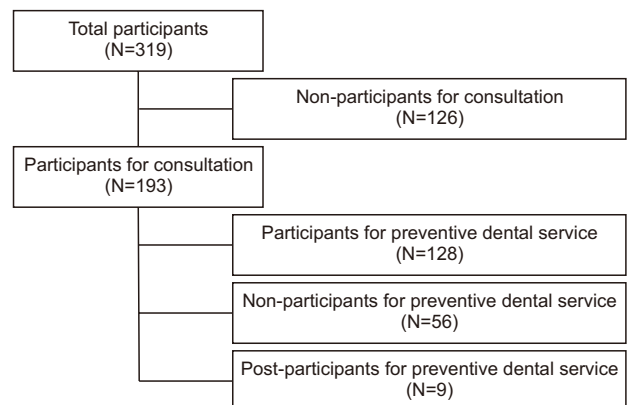 Total participants
(N=319)
Non-participants for consultation
(N=126)
Participants for consultation
(N=193)
Participants for preventive dental service
(N=128)
Non-participants for preventive dental service
(N=56)
Post-participants for preventive dental service
(N=9)